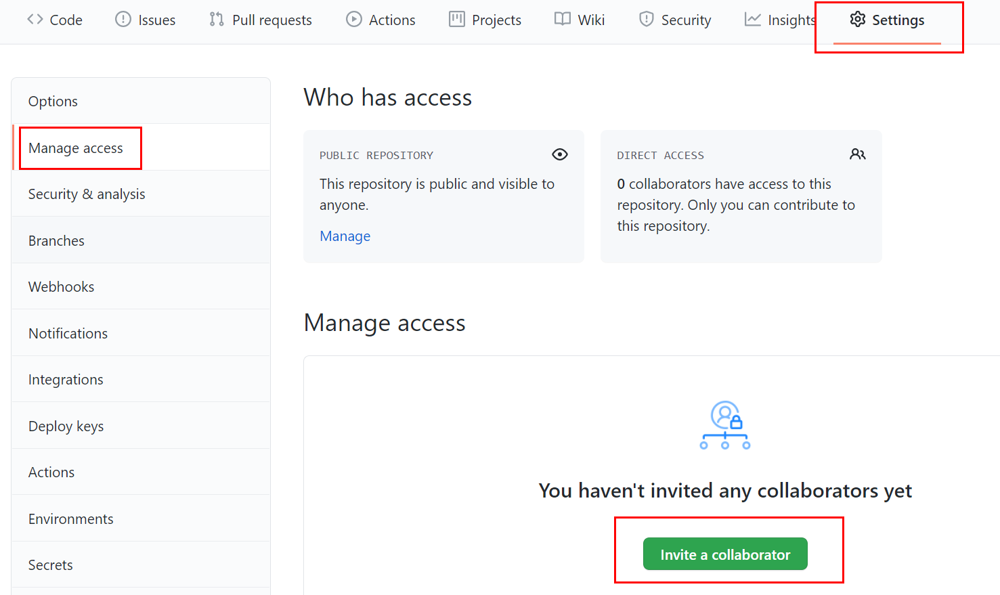 Code Issues Pull requests Actions Projects Wiki Security Insights Settings
Options
Manage access
Security & analysis
Branches
Webhooks
Notifications
Integrations
Deploy keys
Actions
Environments
Secrets
Who has access
PUBLIC REPOSITORY
This repository is public and visible to
anyone.
Manage
DIRECT ACCESS
0 collaborators have access to this
repository. Only you can contribute to
this repository.
Manage access
You haven't invited any collaborators yet
Invite a collaborator